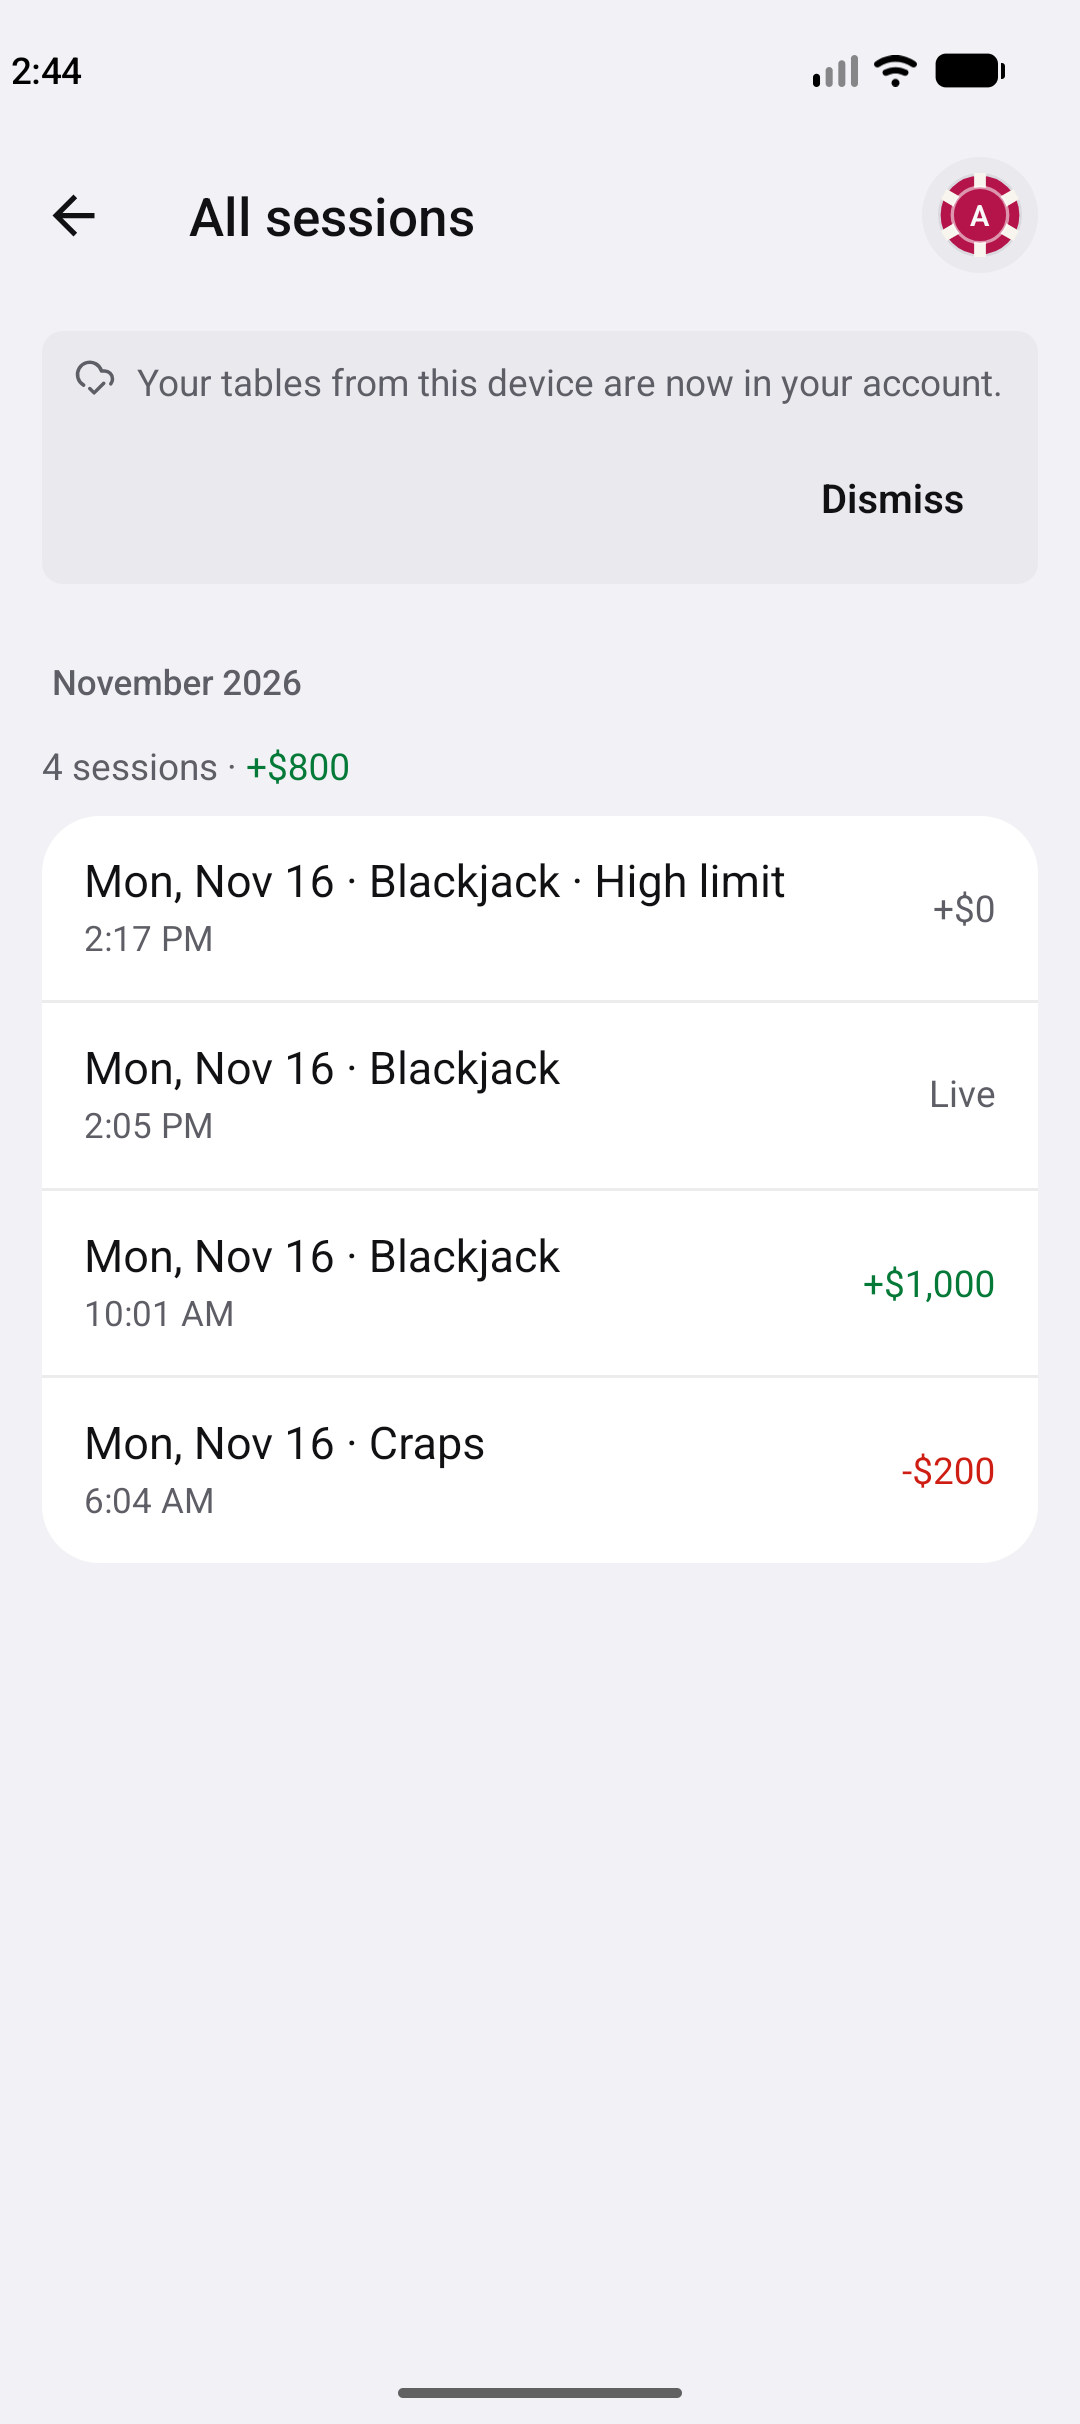 2:44
All sessions
A
Your tables from this device are now in your account.
Dismiss
November 2026
4 sessions · +$800
Mon, Nov 16 · Blackjack · High limit
+$0
2:17 PM
Mon, Nov 16 · Blackjack
Live
2:05 PM
Mon, Nov 16 · Blackjack
+$1,000
10:01 AM
Mon, Nov 16 · Craps
-$200
6:04 AM